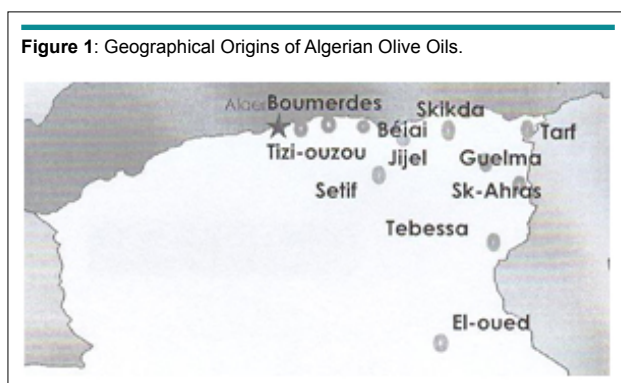 Figure 1: Geographical Origins of Algerian Olive Oils.
Alger Boumerdes
Skikda
Béjai
Tarf
Tizi-ouzou
Jijel
Guelma
Setif
Sk-Ahras
Tebessa
El-oued